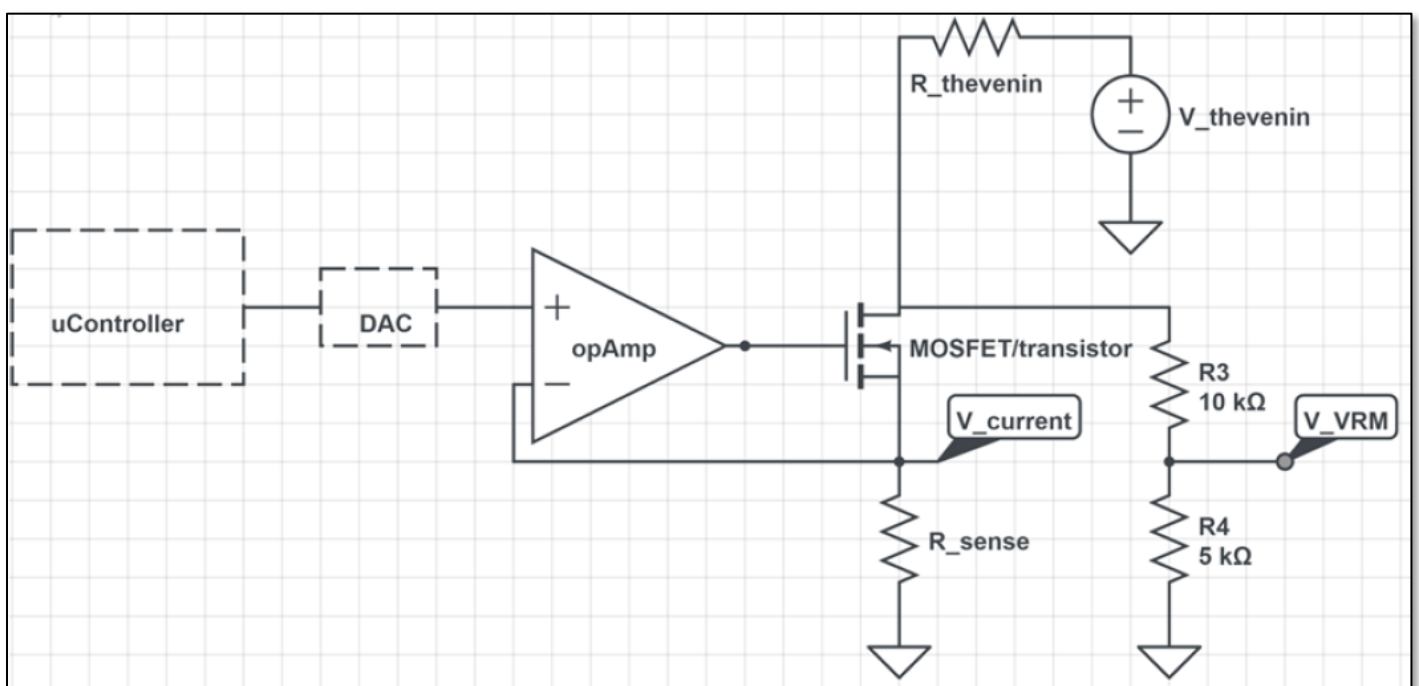 R_thevenin
+
−
V_thevenin
uController
DAC
+
−
opAmp
MOSFET/transistor
R3
10 kΩ
V_current
V_VRM
R_sense
R4
5 kΩ